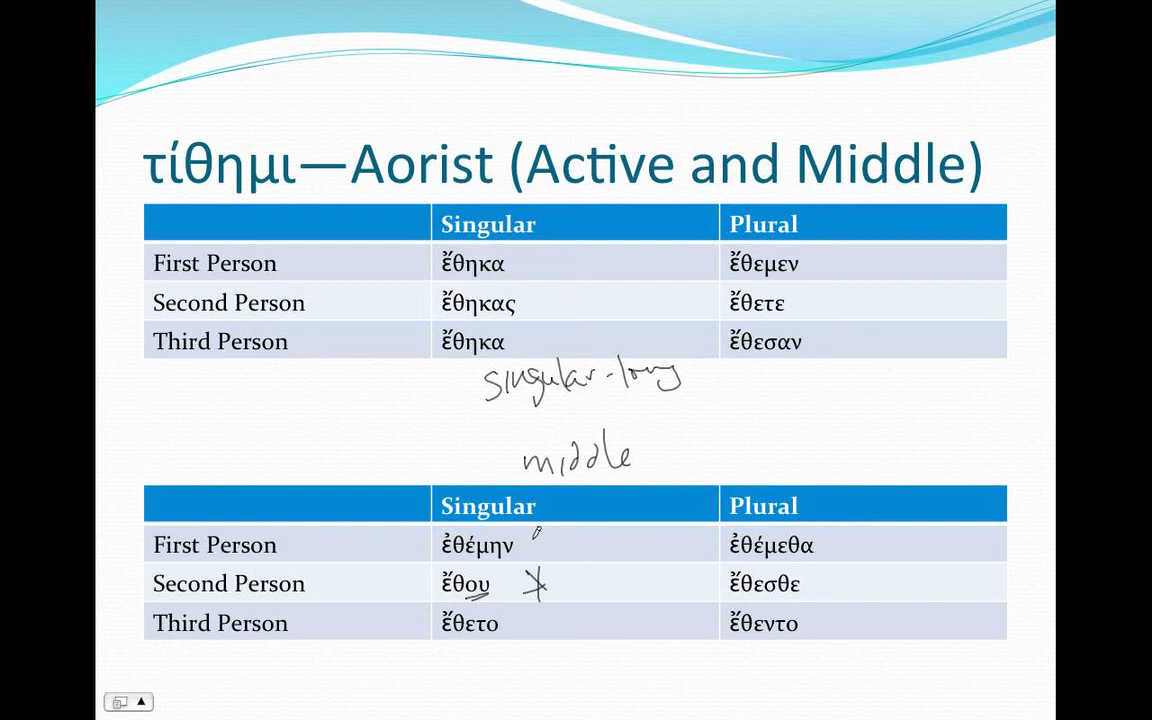 τίθημι—Aorist (Active and Middle)
Singular Plural
First Person ἔθηκα ἔθεμεν
Second Person ἔθηκας ἔθετε
Third Person ἔθηκα ἔθεσαν
singular-long
middle
Singular Plural
First Person ἐθέμην ἐθέμεθα
Second Person ἔθου ἔθεσθε
Third Person ἔθετο ἔθεντο